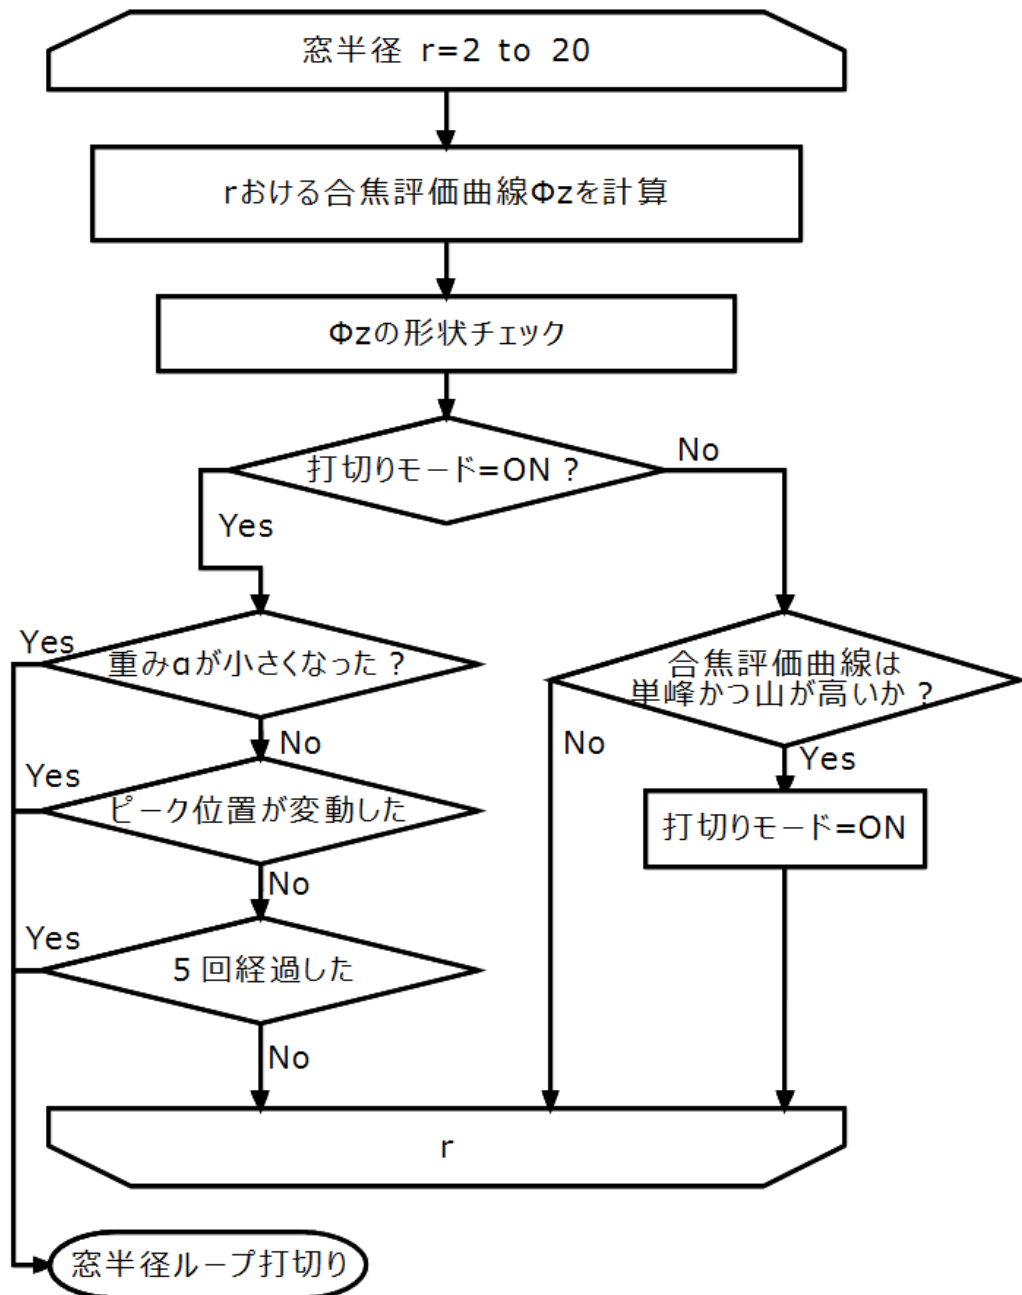 窓半径 r=2 to 20
rおける合焦評価曲線Φzを計算
Φzの形状チェック
打切りモード=ON ?
No
Yes
Yes
重みαが小さくなった ?
合焦評価曲線は
単峰かつ山が高いか ?
No
No
Yes
Yes
ピーク位置が変動した
打切りモード=ON
No
Yes
5 回経過した
No
r
窓半径ループ打切り